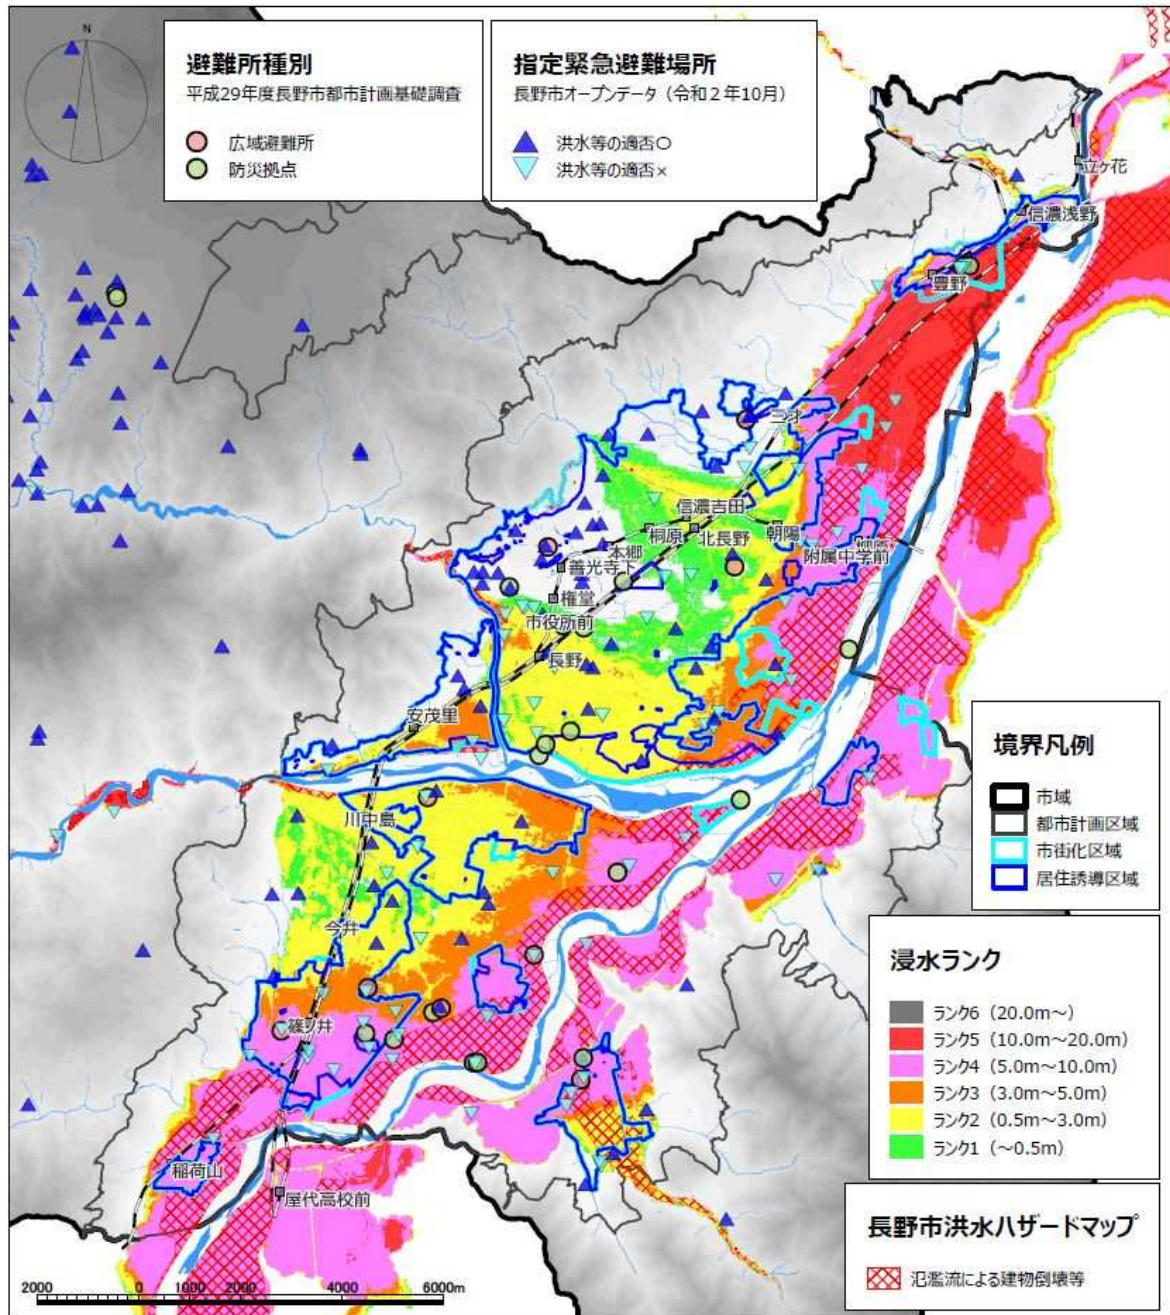 N
避難所種別
平成29年度長野市都市計画基礎調査
広域避難所
防災拠点
指定緊急避難場所
長野市オープンデータ（令和２年10月）
洪水等の適否○
洪水等の適否×
立ヶ花
信濃浅野
豊野
三才
信濃吉田
桐原
北長野
朝陽
附属中学前
本郷
善光寺下
権堂
市役所前
長野
安茂里
川中島
今井
篠ノ井
稲荷山
屋代高校前
境界凡例
市域
都市計画区域
市街化区域
居住誘導区域
浸水ランク
ランク6（20.0m～）
ランク5（10.0m～20.0m）
ランク4（5.0m～10.0m）
ランク3（3.0m～5.0m）
ランク2（0.5m～3.0m）
ランク1（～0.5m）
長野市洪水ハザードマップ
氾濫流による建物倒壊等
2000 0 1000 2000 4000 6000m